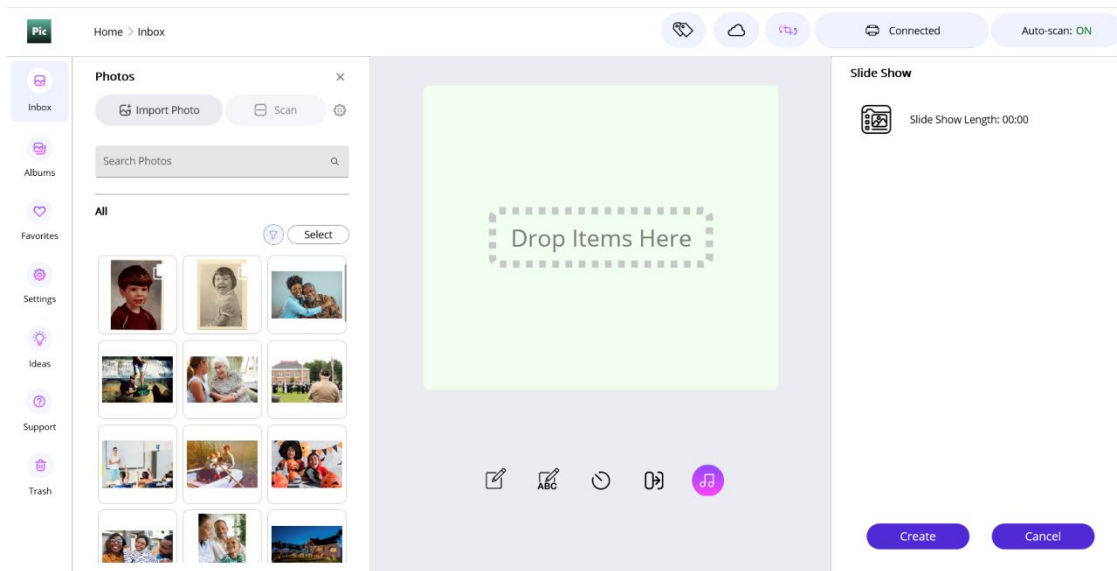 Pic
Home > Inbox
Connected
Auto-scan: ON
Inbox
Albums
Favorites
Settings
Ideas
Support
Trash
Photos
Import Photo
Scan
Search Photos
All
Select
Drop Items Here
ABC
Slide Show
Slide Show Length: 00:00
Create
Cancel